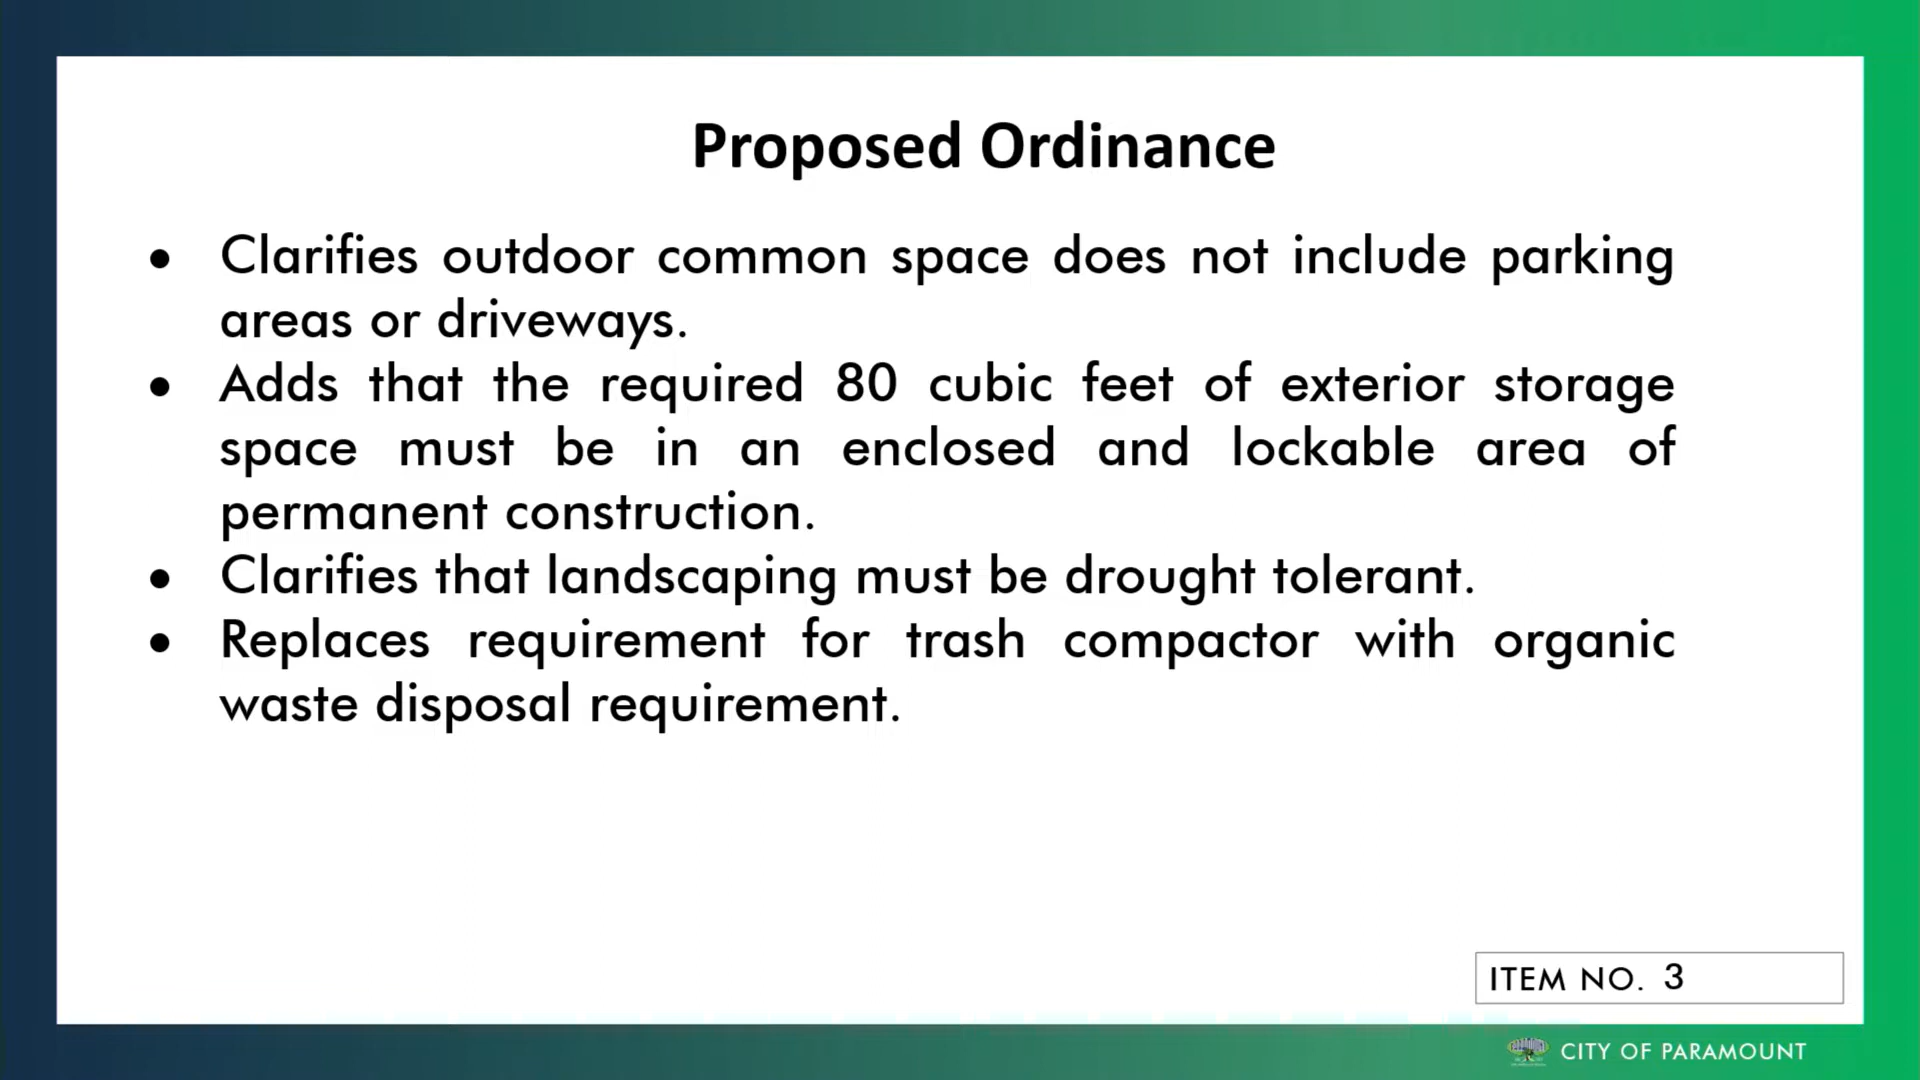 Proposed Ordinance
• Clarifies outdoor common space does not include parking
areas or driveways.
• Adds that the required 80 cubic feet of exterior storage
space must be in an enclosed and lockable area of
permanent construction.
• Clarifies that landscaping must be drought tolerant.
• Replaces requirement for trash compactor with organic
waste disposal requirement.
ITEM NO. 3
CITY OF PARAMOUNT